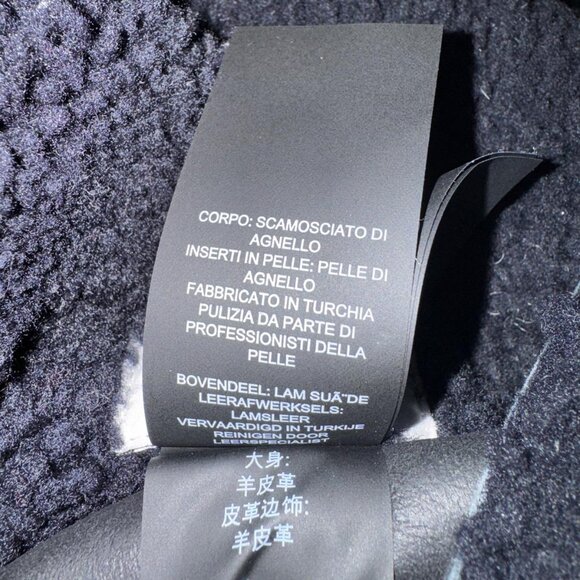 CORPO: SCAMOSCIATO DI
AGNELLO
INSERTI IN PELLE: PELLE DI
AGNELLO
FABBRICATO IN TURCHIA
PULIZIA DA PARTE DI
PROFESSIONISTI DELLA
PELLE
BOVENDEEL: LAM SUÃ¨DE
LEERAFWERKSELS:
LAMSLEER
VERVAARDIGD IN TURKIJE
REINIGEN DOOR
LEERSPECIALIST
大身:
羊皮革
皮革边饰:
羊皮革